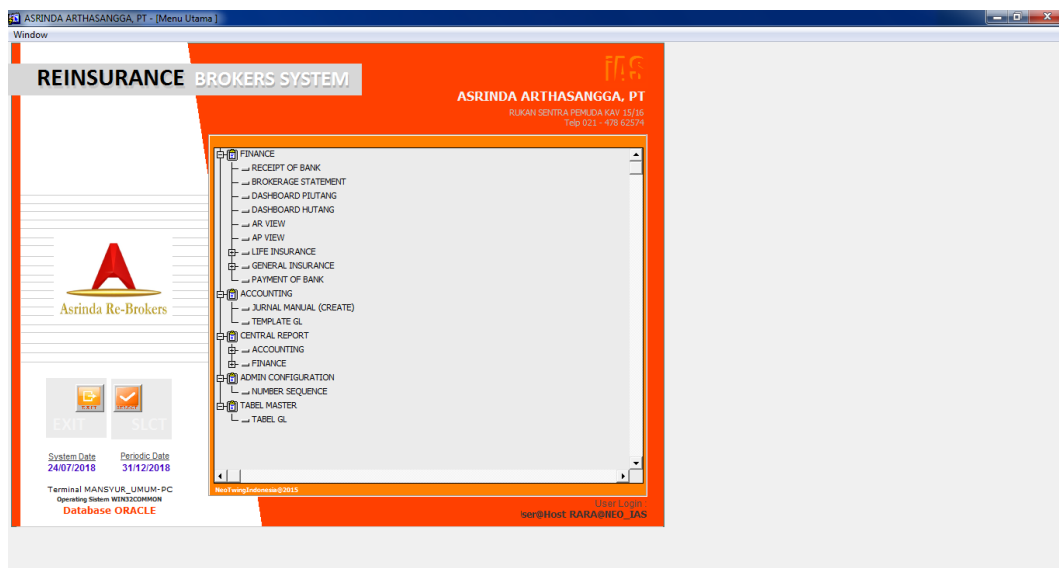 ASRINDA ARTHASANGGA, PT - [Menu Utama ]
Window
REINSURANCE BROKERS SYSTEM
IAS
ASRINDA ARTHASANGGA, PT
RUKAN SENTRA PEMUDA KAV 15/16
Telp 021 - 478 62574
FINANCE
RECEIPT OF BANK
BROKERAGE STATEMENT
DASHBOARD PIUTANG
DASHBOARD HUTANG
AR VIEW
AP VIEW
LIFE INSURANCE
GENERAL INSURANCE
PAYMENT OF BANK
ACCOUNTING
JURNAL MANUAL (CREATE)
TEMPLATE GL
CENTRAL REPORT
ACCOUNTING
FINANCE
ADMIN CONFIGURATION
NUMBER SEQUENCE
TABEL MASTER
TABEL GL
Asrinda Re-Brokers
EXIT
EXIT SLCT
System Date Periodic Date
24/07/2018 31/12/2018
Terminal MANSYUR_UMUM-PC
Operating Sistem WIN32COMMON
Database ORACLE
NeoTwingIndonesia@2015
User Login :
ser@Host RARA@NEO_IAS